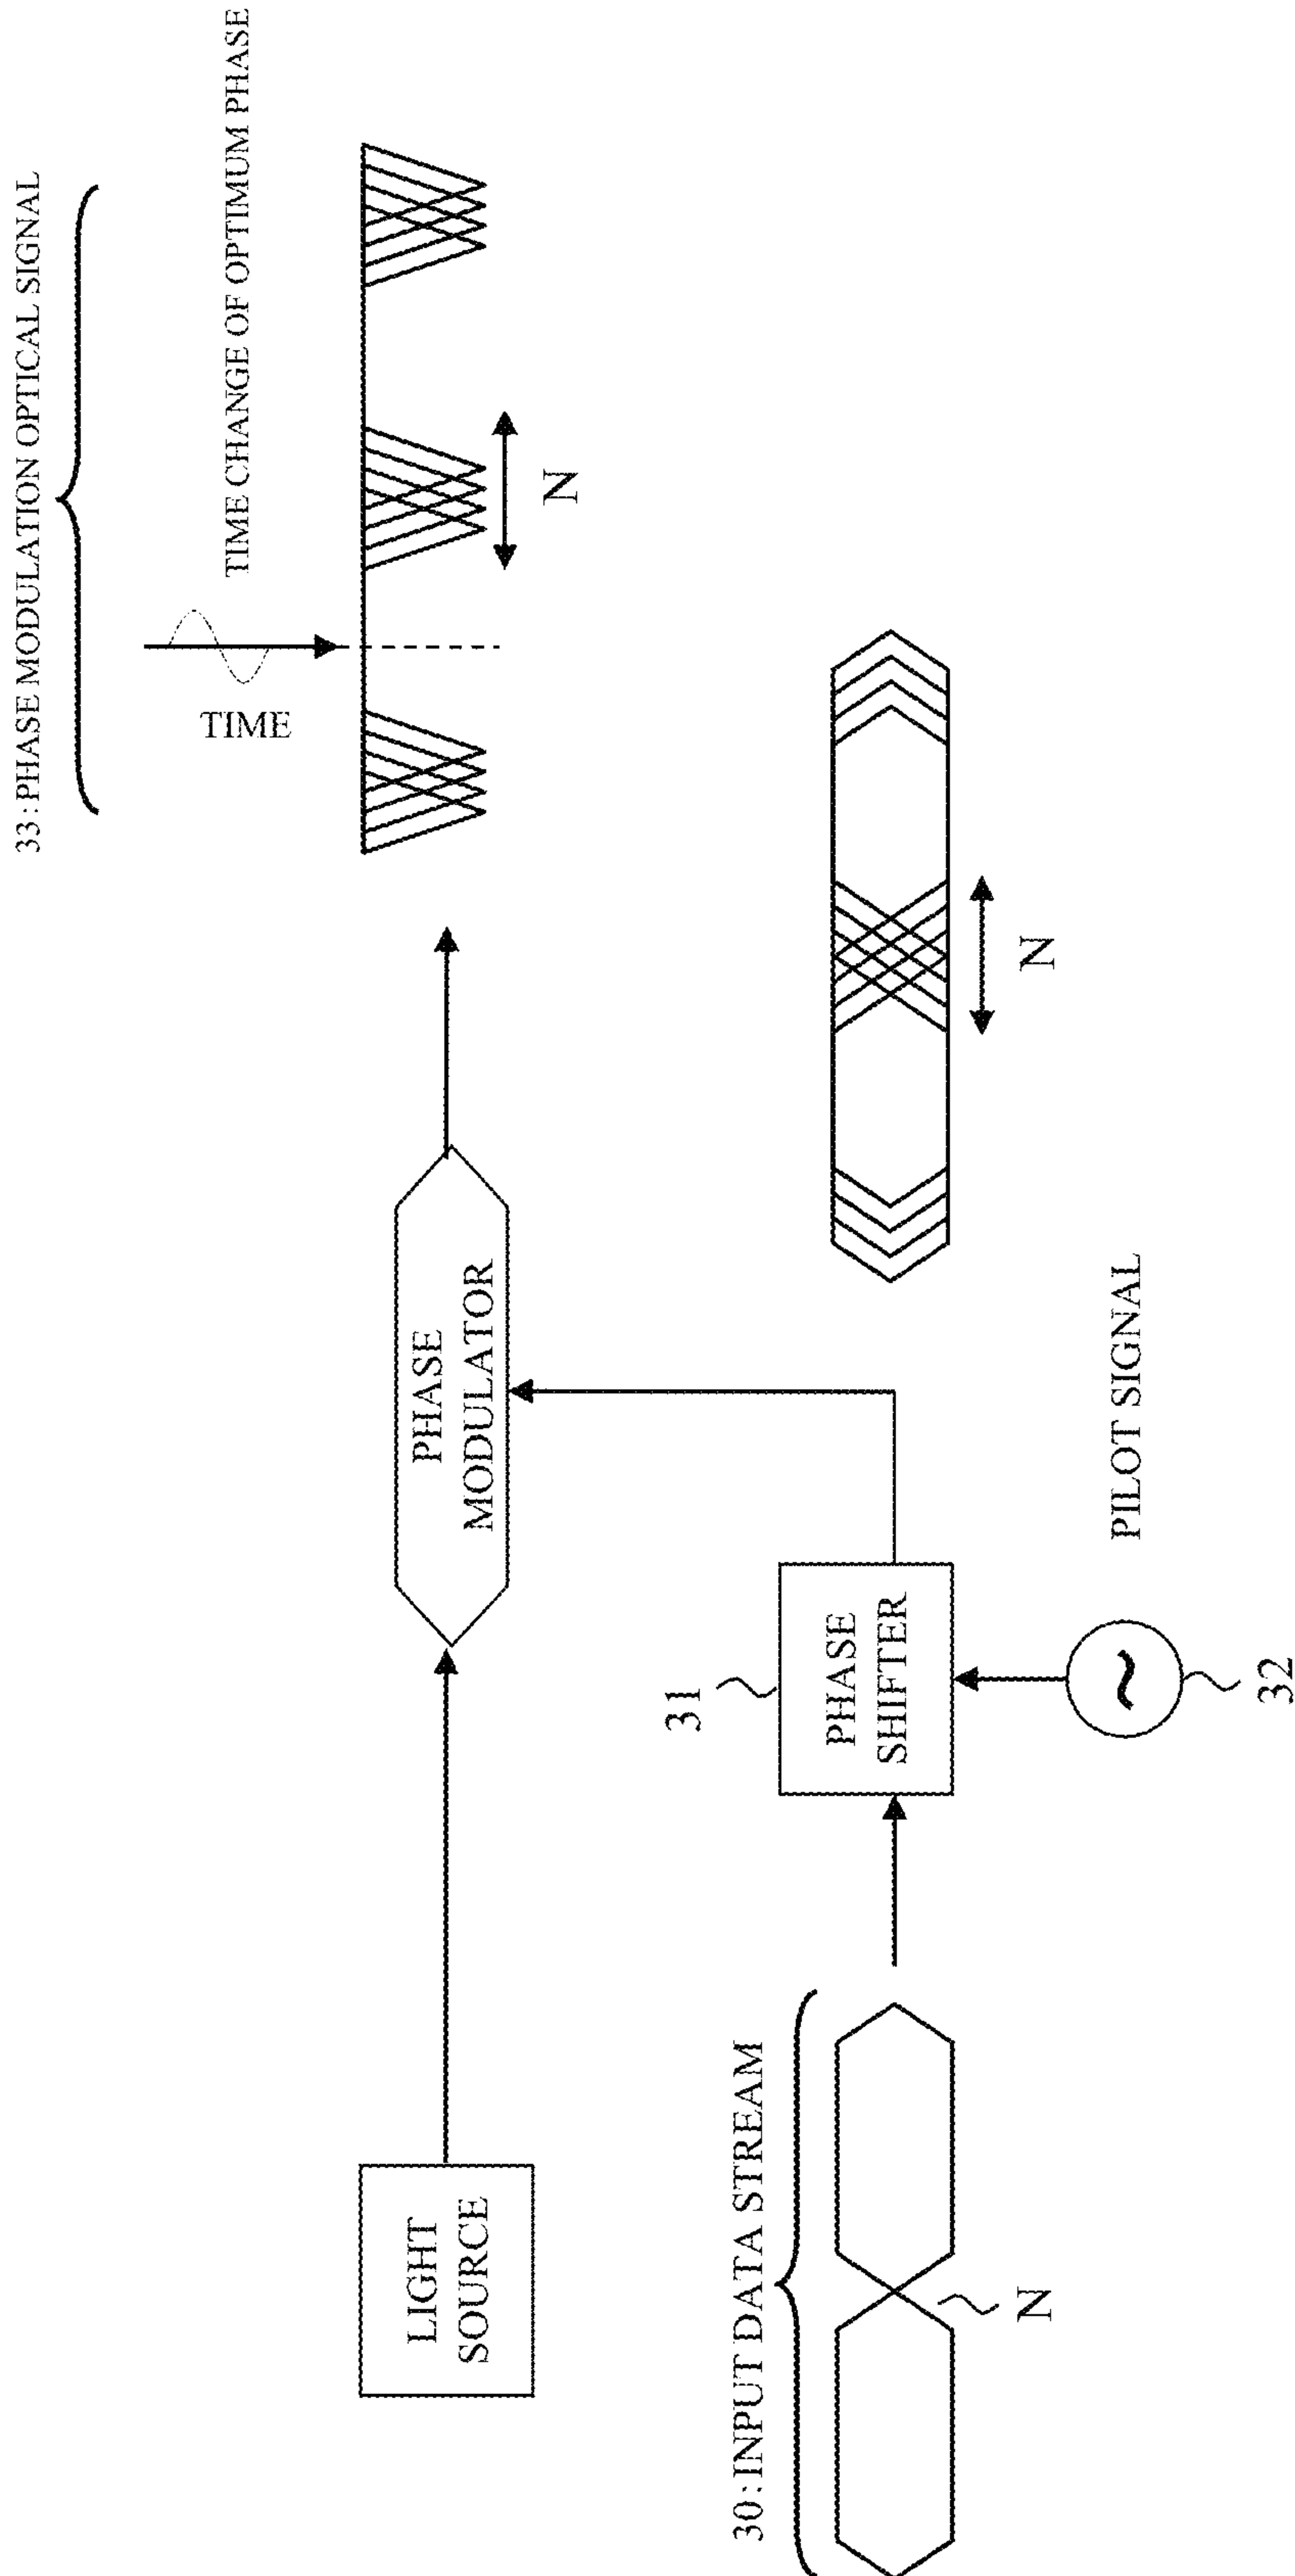 33:PHASE MODULATION OPTICAL SIGNAL
TIME CHANGE OF OPTIMUM PHASE
TIME
N
LIGHT
SOURCE
PHASE
MODULATOR
N
30:INPUT DATA STREAM
N
31
PHASE
SHIFTER
PILOT SIGNAL
32